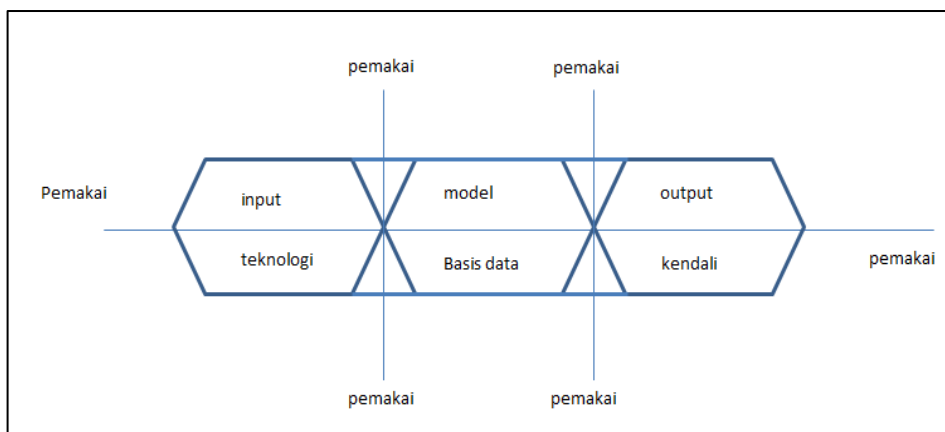 pemakai
pemakai
Pemakai
input
model
output
teknologi
Basis data
kendali
pemakai
pemakai
pemakai